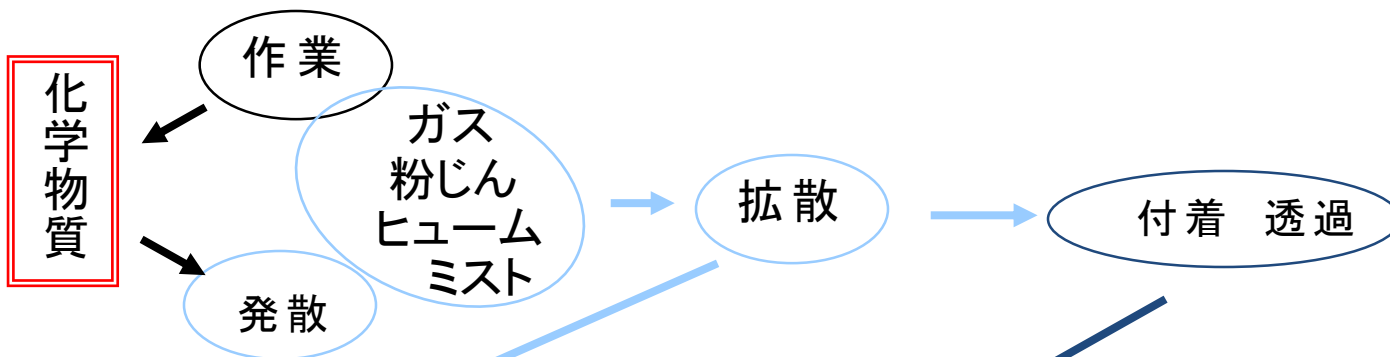 化学物質
作業
ガス
粉じん
ヒューム
ミスト
発散
拡散
付着　透過